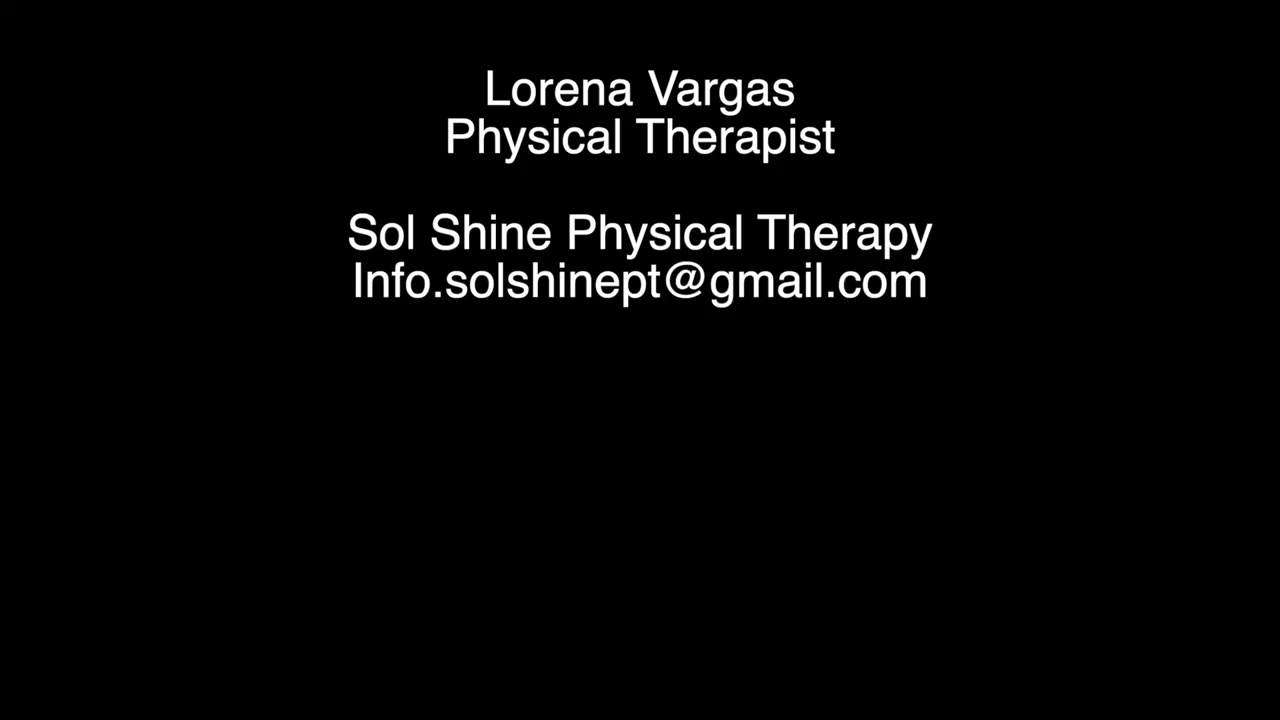 Lorena Vargas
Physical Therapist
Sol Shine Physical Therapy
Info.solshinept@gmail.com